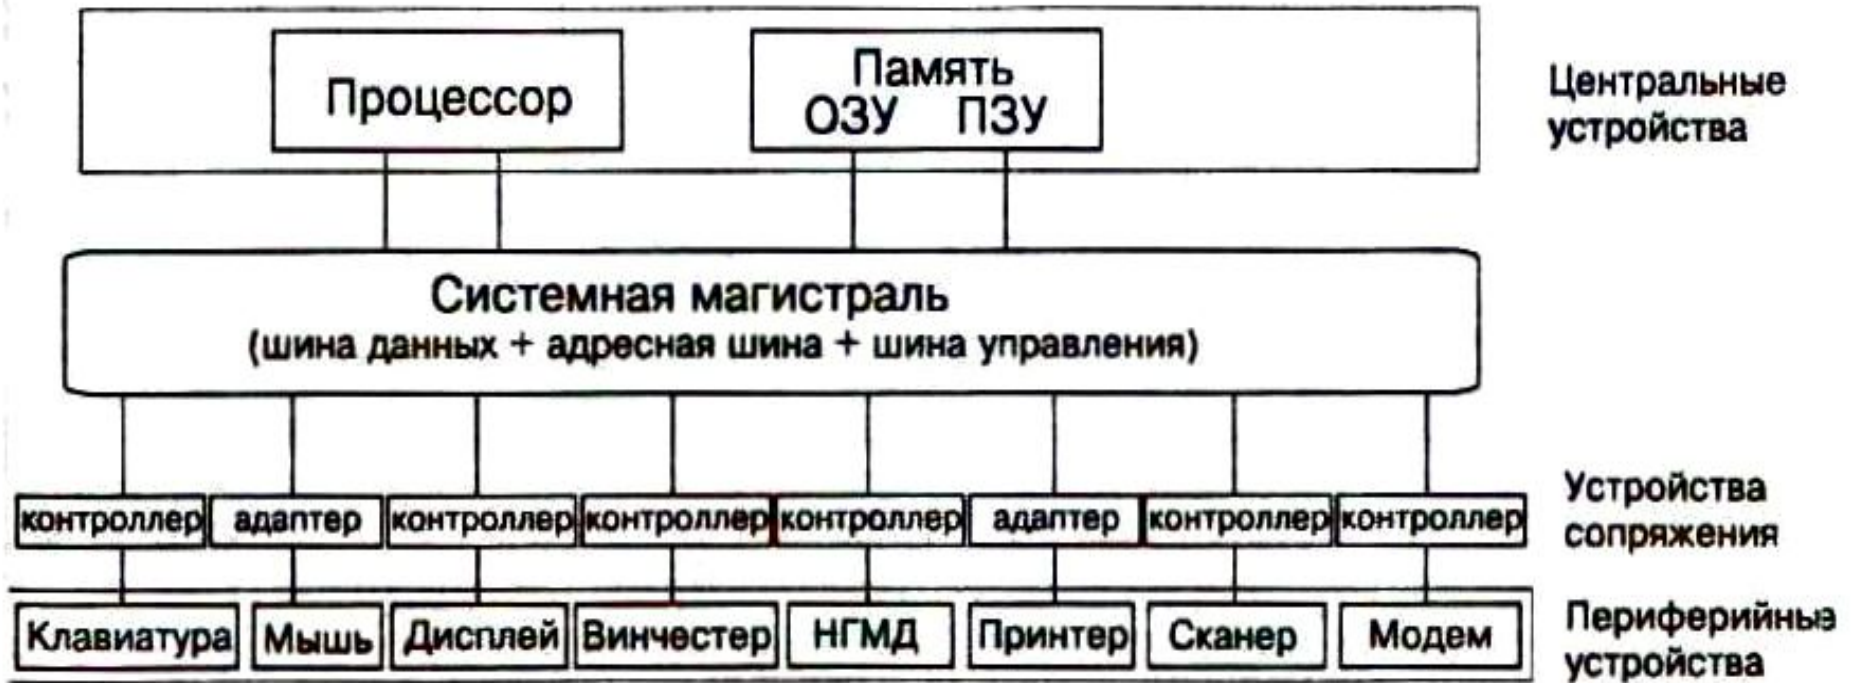 Процессор
Память
ОЗУ ПЗУ
Центральные
устройства
Системная магистраль
(шина данных + адресная шина + шина управления)
контроллер адаптер контроллер контроллер контроллер адаптер контроллер контроллер
Устройства
сопряжения
Клавиатура Мышь Дисплей Винчестер НГМД Принтер Сканер Модем
Периферийные
устройства